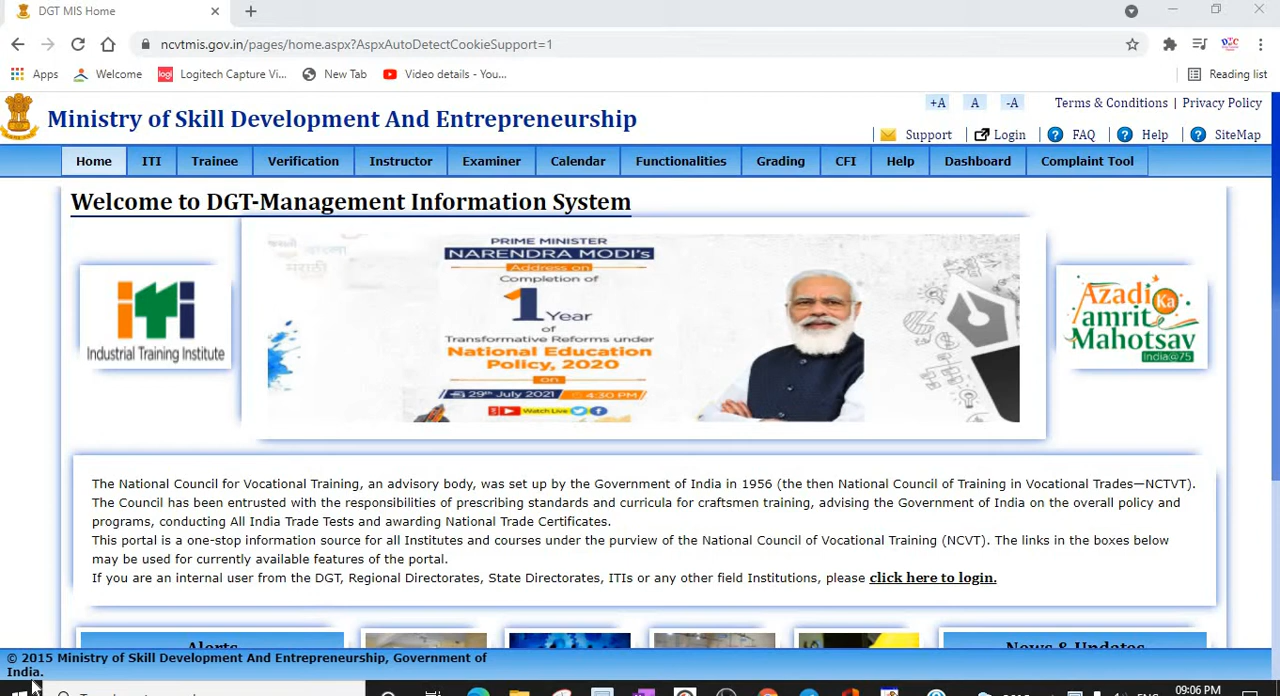 DGT MIS Home
ncvtmis.gov.in/pages/home.aspx?AspxAutoDetectCookieSupport=1
Apps Welcome logi Logitech Capture Vi... New Tab Video details - You... Reading list
+A A -A Terms & Conditions | Privacy Policy
Ministry of Skill Development And Entrepreneurship
| Support | Login | FAQ | Help | SiteMap
Home ITI Trainee Verification Instructor Examiner Calendar Functionalities Grading CFI Help Dashboard Complaint Tool
Welcome to DGT-Management Information System
मराठी
PRIME MINISTER
NARENDRA MODI's
Address on
Completion of
1 Year
of
Transformative Reforms under
National Education
Policy, 2020
on
29th July 2021 4:30 PM
Watch Live
iTi
Industrial Training Institute
Azadi Ka
amrit
Mahotsav
India@75
The National Council for Vocational Training, an advisory body, was set up by the Government of India in 1956 (the then National Council of Training in Vocational Trades—NCTVT).
The Council has been entrusted with the responsibilities of prescribing standards and curricula for craftsmen training, advising the Government of India on the overall policy and
programs, conducting All India Trade Tests and awarding National Trade Certificates.
This portal is a one-stop information source for all Institutes and courses under the purview of the National Council of Vocational Training (NCVT). The links in the boxes below
may be used for currently available features of the portal.
If you are an internal user from the DGT, Regional Directorates, State Directorates, ITIs or any other field Institutions, please click here to login.
Alerts News & Updates
© 2015 Ministry of Skill Development And Entrepreneurship, Government of
India.
09:06 PM